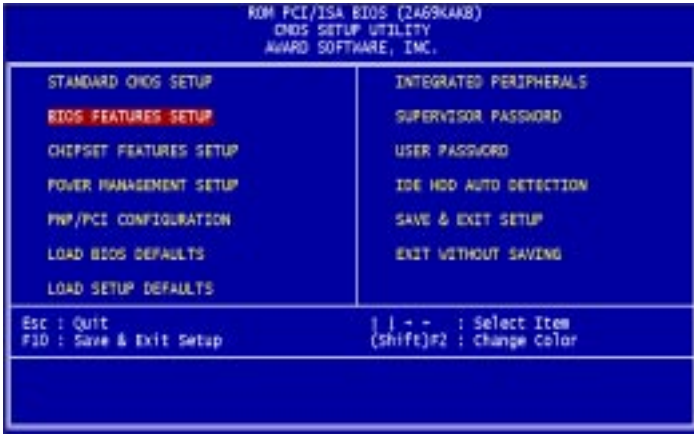 ROM PCI/ISA BIOS (2A69KAKB)
CMOS SETUP UTILITY
AWARD SOFTWARE, INC.
STANDARD CMOS SETUP
BIOS FEATURES SETUP
CHIPSET FEATURES SETUP
POWER MANAGEMENT SETUP
PNP/PCI CONFIGURATION
LOAD BIOS DEFAULTS
LOAD SETUP DEFAULTS
INTEGRATED PERIPHERALS
SUPERVISOR PASSWORD
USER PASSWORD
IDE HDD AUTO DETECTION
SAVE & EXIT SETUP
EXIT WITHOUT SAVING
Esc : Quit
F10 : Save & Exit Setup
: Select Item
(Shift)F2 : Change Color